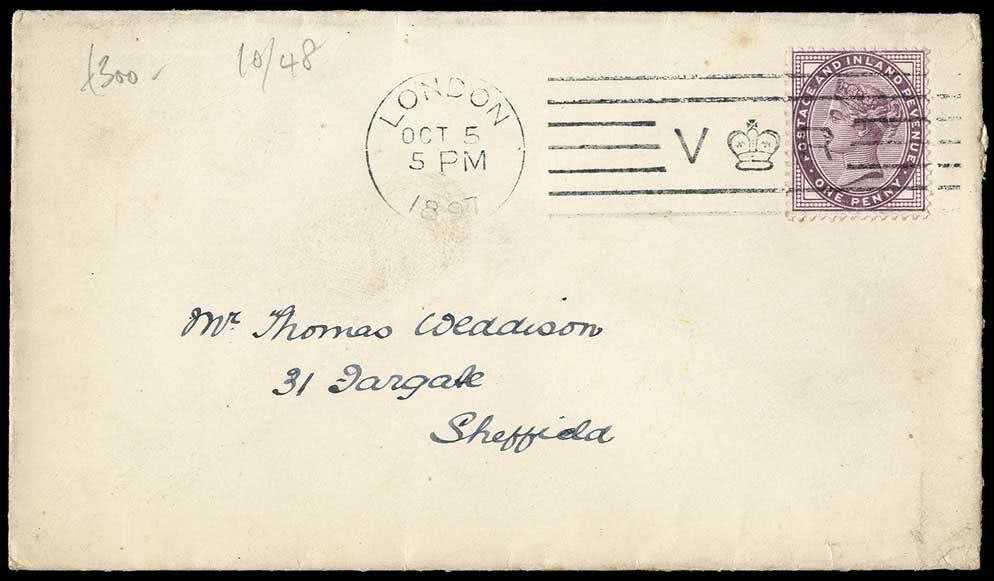 £300-
10/48
LONDON
OCT 5
5 PM
1897
V R
POSTAGE AND INLAND REVENUE
ONE PENNY
Mr Thomas Weddison
31 Fargate
Sheffield